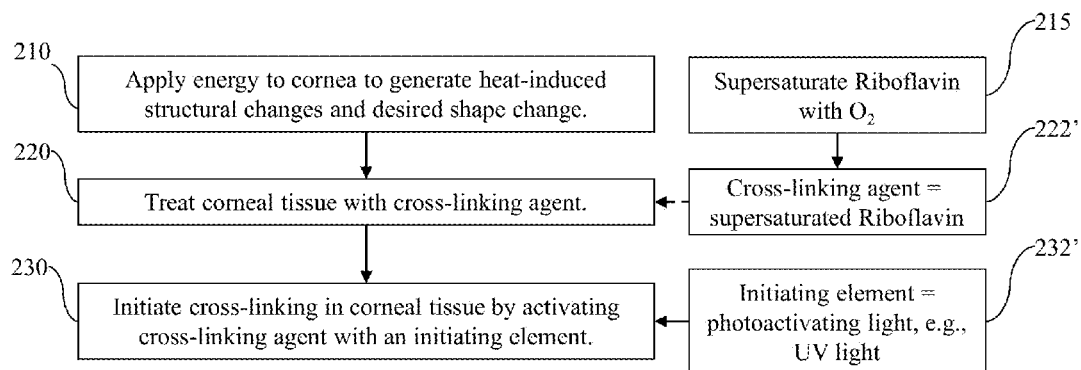 210
Apply energy to cornea to generate heat-induced
structural changes and desired shape change.
215
Supersaturate Riboflavin
with O₂
220
Treat corneal tissue with cross-linking agent.
222’
Cross-linking agent =
supersaturated Riboflavin
230
Initiate cross-linking in corneal tissue by activating
cross-linking agent with an initiating element.
232’
Initiating element =
photoactivating light, e.g.,
UV light